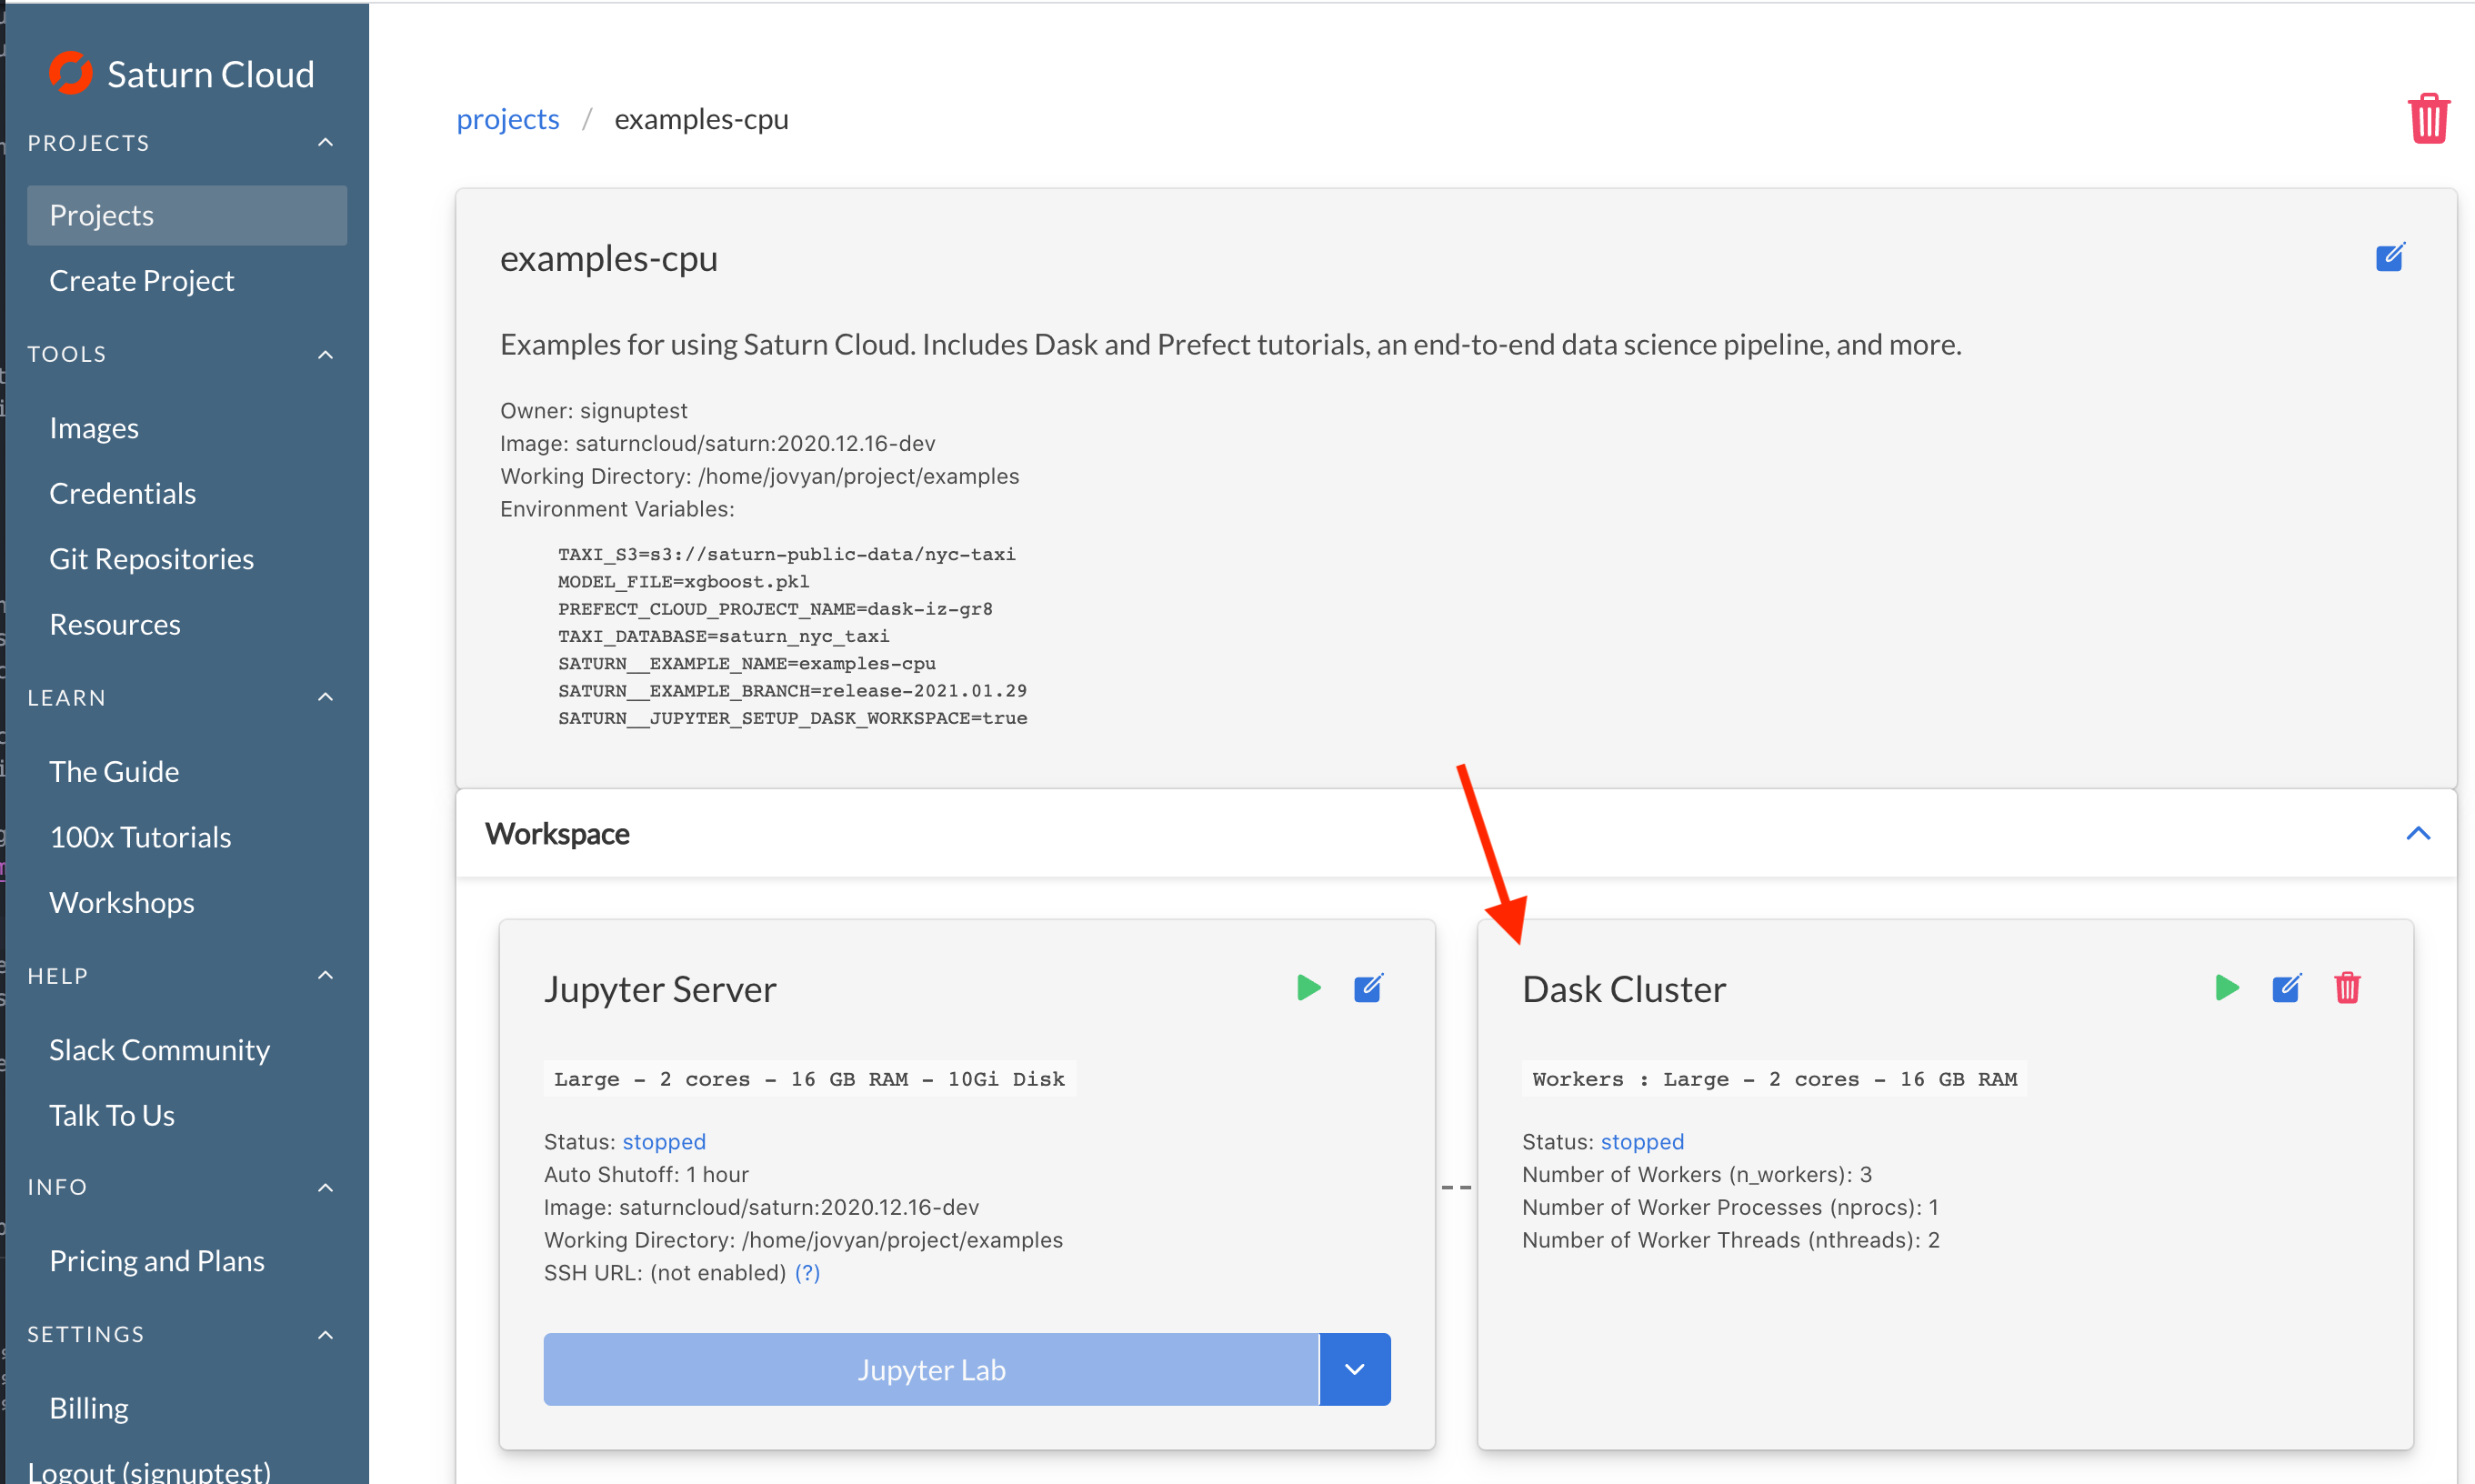 Saturn Cloud
PROJECTS
Projects
Create Project
TOOLS
Images
Credentials
Git Repositories
Resources
LEARN
The Guide
100x Tutorials
Workshops
HELP
Slack Community
Talk To Us
INFO
Pricing and Plans
SETTINGS
Billing
Logout (signuptest)
projects / examples-cpu
examples-cpu
Examples for using Saturn Cloud. Includes Dask and Prefect tutorials, an end-to-end data science pipeline, and more.
Owner: signuptest
Image: saturncloud/saturn:2020.12.16-dev
Working Directory: /home/jovyan/project/examples
Environment Variables:
TAXI_S3=s3://saturn-public-data/nyc-taxi
MODEL_FILE=xgboost.pkl
PREFECT_CLOUD_PROJECT_NAME=dask-iz-gr8
TAXI_DATABASE=saturn_nyc_taxi
SATURN__EXAMPLE_NAME=examples-cpu
SATURN__EXAMPLE_BRANCH=release-2021.01.29
SATURN__JUPYTER_SETUP_DASK_WORKSPACE=true
Workspace
Jupyter Server
Large - 2 cores - 16 GB RAM - 10Gi Disk
Status: stopped
Auto Shutoff: 1 hour
Image: saturncloud/saturn:2020.12.16-dev
Working Directory: /home/jovyan/project/examples
SSH URL: (not enabled) (?)
Jupyter Lab
Dask Cluster
Workers : Large - 2 cores - 16 GB RAM
Status: stopped
Number of Workers (n_workers): 3
Number of Worker Processes (nprocs): 1
Number of Worker Threads (nthreads): 2